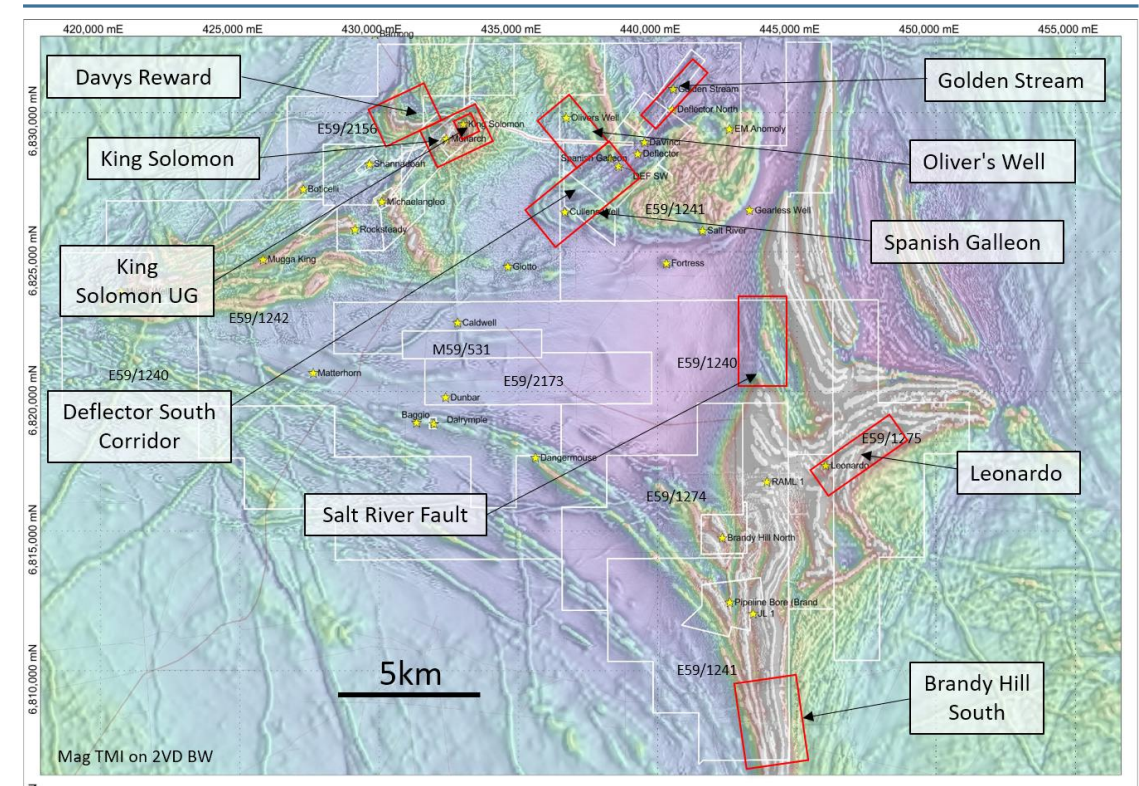 420,000 mE
425,000 mE
430,000 mE
435,000 mE
440,000 mE
445,000 mE
450,000 mE
455,000 mE
6,830,000 mN
6,825,000 mN
6,820,000 mN
6,815,000 mN
6,810,000 mN
Davys Reward
Golden Stream
King Solomon
Oliver's Well
Spanish Galleon
King
Solomon UG
Deflector South
Corridor
Salt River Fault
Leonardo
Brandy Hill
South
Golden Stream
Deflector North
EM Anomoly
E59/2156
King Solomon
Monarch
Olivers Well
DaVinci
Deflector
Spanish Galleon
DEF SW
Shannadoah
Boticelli
Michaelangleo
Cullens Well
E59/1241
Gearless Well
Rocksteady
Salt River
Mugga King
Giotto
Fortress
E59/1242
Caldwell
M59/531
E59/1240
E59/1240
Matterhorn
E59/2173
Dunbar
Baggio
Dalrymple
E59/1275
Dangermouse
Leonardo
RAML 1
E59/1274
Brandy Hill North
Pipeline Bore (Brand
JL 1
E59/1241
5km
Mag TMI on 2VD BW